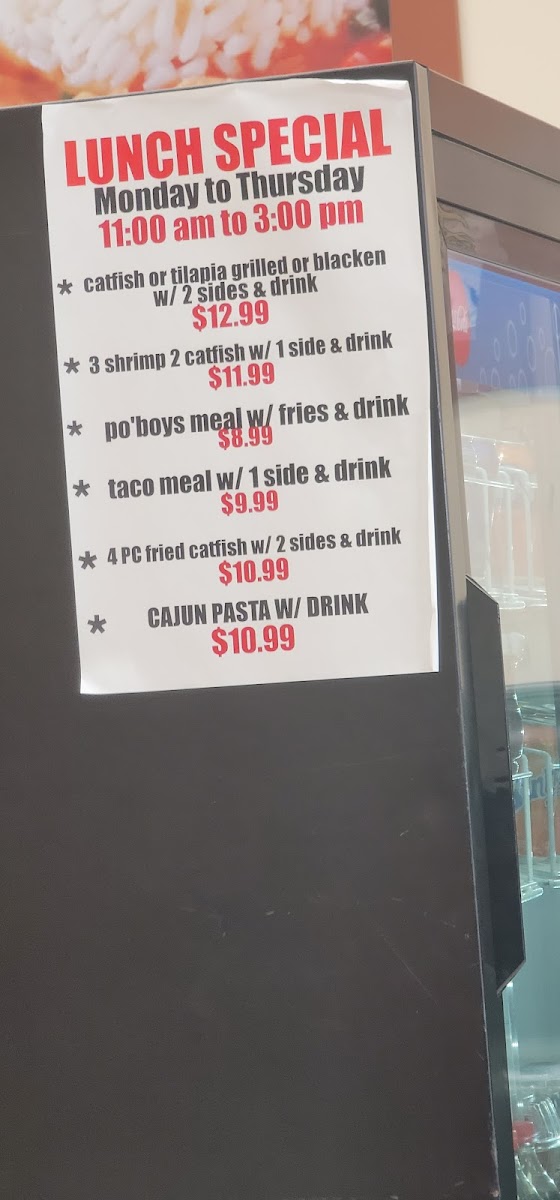 LUNCH SPECIAL
Monday to Thursday
11:00 am to 3:00 pm
* catfish or tilapia grilled or blacken
w/ 2 sides & drink
$12.99
* 3 shrimp 2 catfish w/ 1 side & drink
$11.99
* po'boys meal w/ fries & drink
$8.99
* taco meal w/ 1 side & drink
$9.99
* 4 PC fried catfish w/ 2 sides & drink
$10.99
* CAJUN PASTA W/ DRINK
$10.99